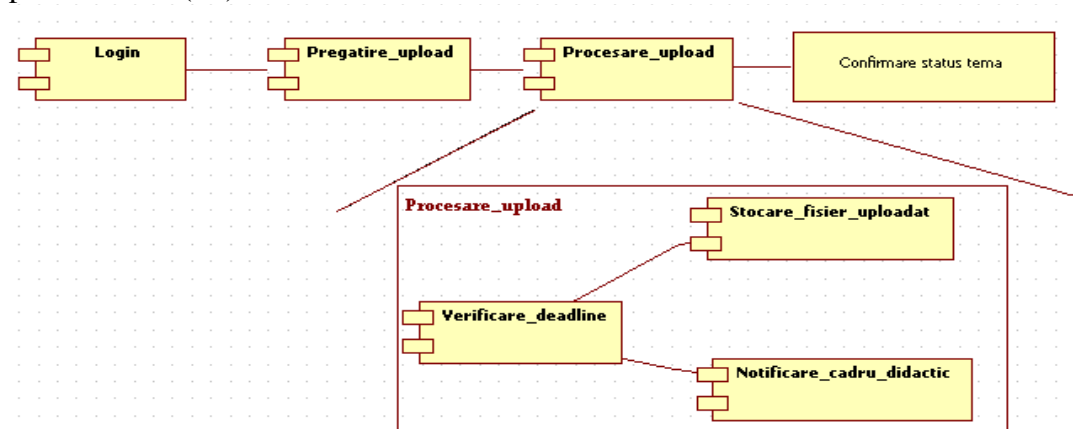 Login
Pregatire_upload
Procesare_upload
Confirmare status tema
Procesare_upload
Stocare_fisier_uploadat
Verificare_deadline
Notificare_cadru_didactic